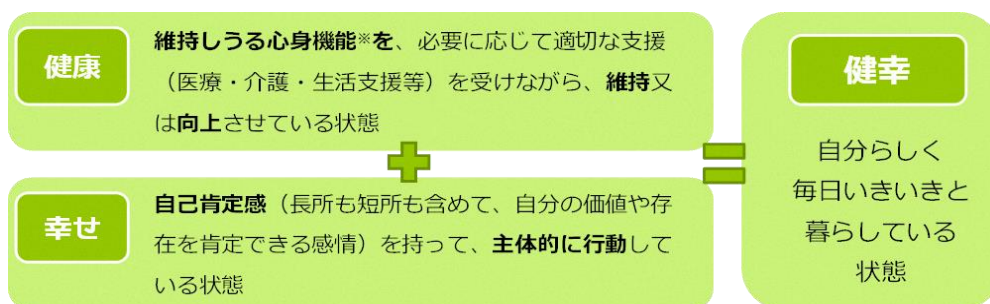 健康
維持しうる心身機能※を、必要に応じて適切な支援
（医療・介護・生活支援等）を受けながら、維持又
は向上させている状態
幸せ
自己肯定感（長所も短所も含めて、自分の価値や存
在を肯定できる感情）を持って、主体的に行動して
いる状態
健幸
自分らしく
毎日いきいきと
暮らしている
状態